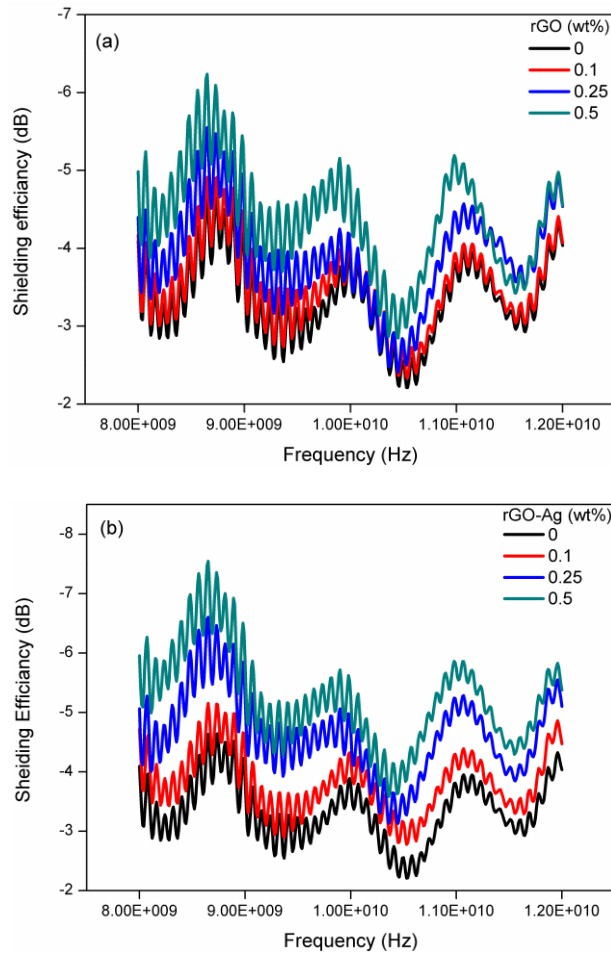 (a)
rGO (wt%)
0
0.1
0.25
0.5
-7
-6
-5
-4
-3
-2
Shielding efficiancy (dB)
8.00E+009 9.00E+009 1.00E+010 1.10E+010 1.20E+010
Frequency (Hz)
(b)
rGO-Ag (wt%)
0
0.1
0.25
0.5
-8
-7
-6
-5
-4
-3
-2
Sheilding Efficiancy (dB)
8.00E+009 9.00E+009 1.00E+010 1.10E+010 1.20E+010
Frequency (Hz)